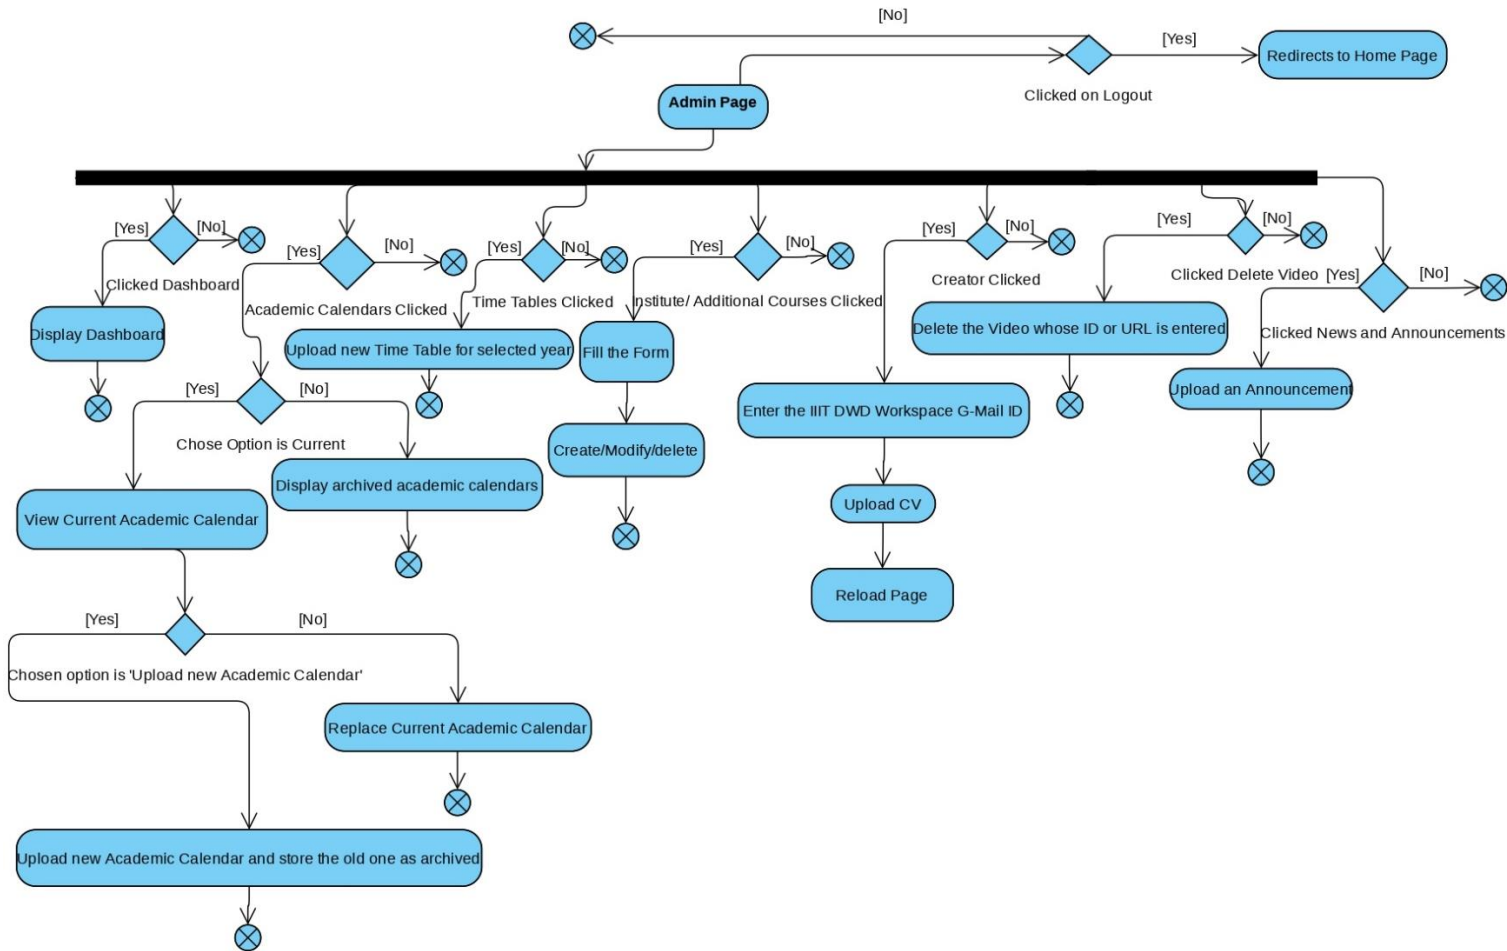 [No]
[Yes]
Redirects to Home Page
Admin Page
Clicked on Logout
[Yes]
[No]
Clicked Dashboard
Display Dashboard
[Yes]
[No]
Academic Calendars Clicked
[Yes]
[No]
Time Tables Clicked
Upload new Time Table for selected year
[Yes]
[No]
Institute/ Additional Courses Clicked
Fill the Form
Create/Modify/delete
[Yes]
[No]
Creator Clicked
Enter the IIIT DWD Workspace G-Mail ID
Upload CV
Reload Page
[Yes]
[No]
Clicked Delete Video
Delete the Video whose ID or URL is entered
[Yes]
[No]
Clicked News and Announcements
Upload an Announcement
[Yes]
[No]
Chose Option is Current
Display archived academic calendars
View Current Academic Calendar
[Yes]
[No]
Chosen option is 'Upload new Academic Calendar'
Replace Current Academic Calendar
Upload new Academic Calendar and store the old one as archived